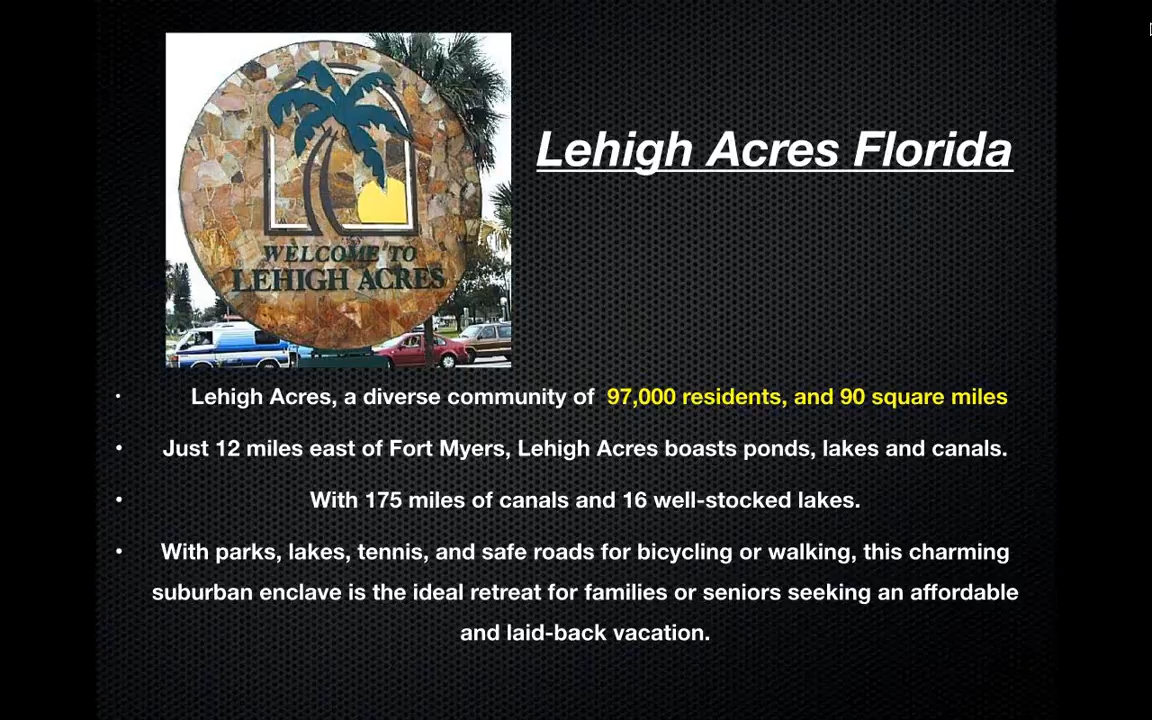 WELCOME TO
LEHIGH ACRES
Lehigh Acres Florida
• Lehigh Acres, a diverse community of 97,000 residents, and 90 square miles
• Just 12 miles east of Fort Myers, Lehigh Acres boasts ponds, lakes and canals.
• With 175 miles of canals and 16 well-stocked lakes.
• With parks, lakes, tennis, and safe roads for bicycling or walking, this charming
suburban enclave is the ideal retreat for families or seniors seeking an affordable
and laid-back vacation.